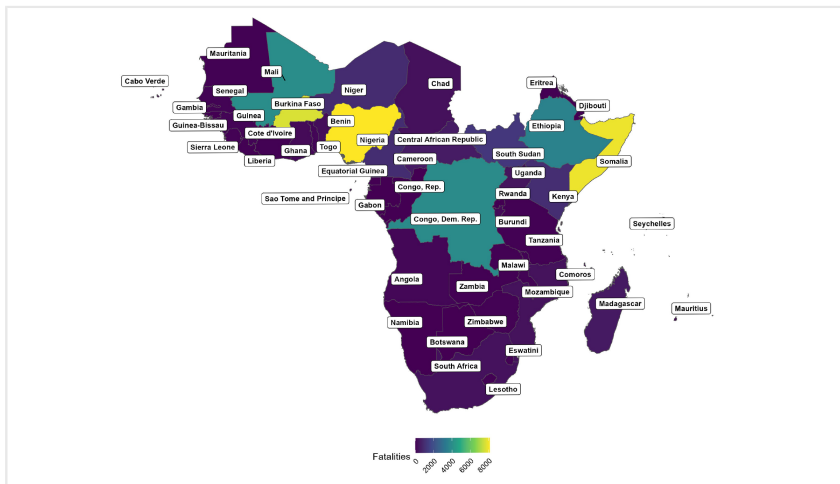 Mauritania
Mali
Cabo Verde
Niger
Chad
Eritrea
Senegal
Burkina Faso
Djibouti
Gambia
Guinea
Benin
Ethiopia
Guinea-Bissau
Cote d'Ivoire
Nigeria
Central African Republic
Sierra Leone
Ghana
Togo
South Sudan
Liberia
Cameroon
Somalia
Equatorial Guinea
Uganda
Congo, Rep.
Rwanda
Kenya
Sao Tome and Principe
Gabon
Congo, Dem. Rep.
Burundi
Seychelles
Tanzania
Malawi
Angola
Comoros
Zambia
Mozambique
Madagascar
Mauritius
Namibia
Zimbabwe
Botswana
Eswatini
South Africa
Lesotho
Fatalities
0 2000 4000 6000 8000